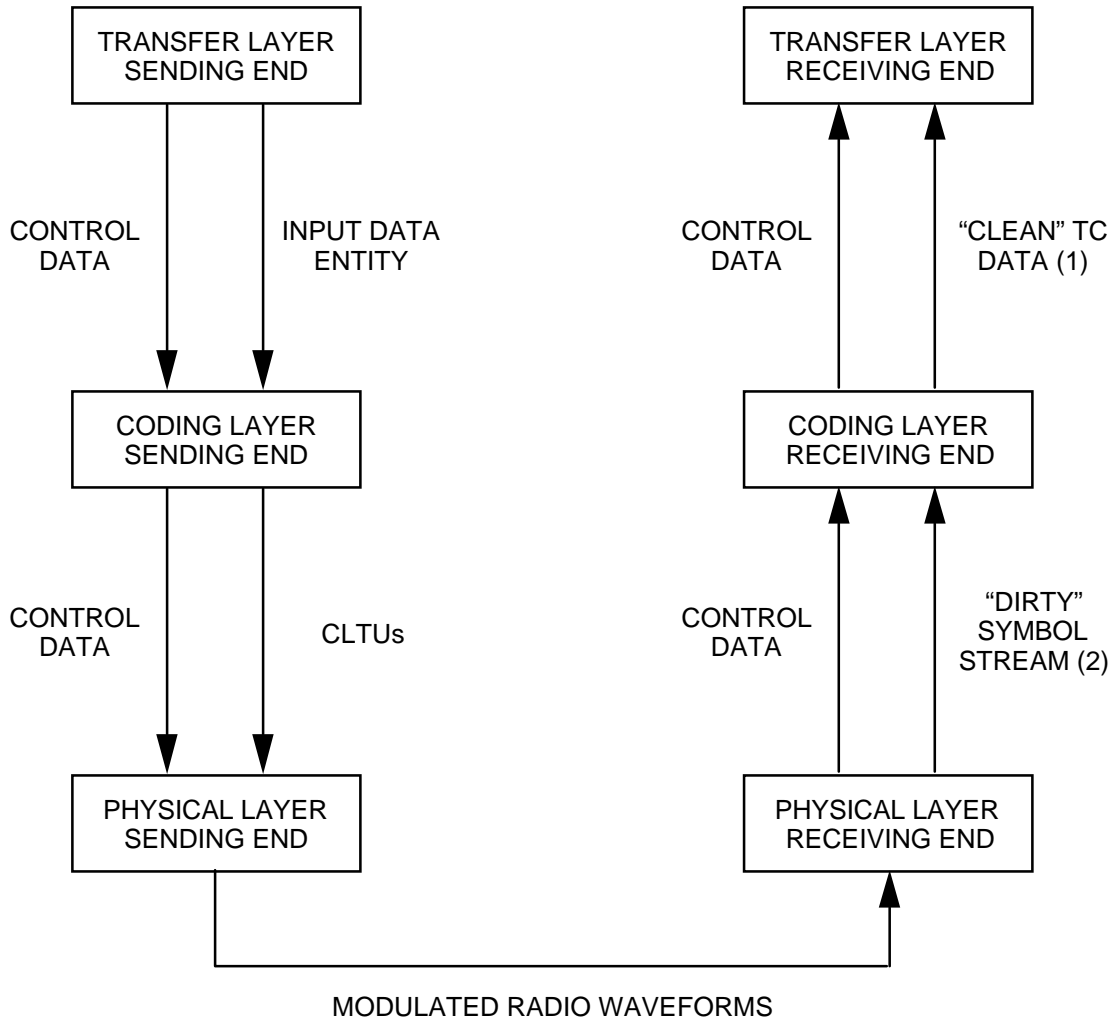 TRANSFER LAYER
SENDING END
TRANSFER LAYER
RECEIVING END
CONTROL
DATA
INPUT DATA
ENTITY
CONTROL
DATA
“CLEAN” TC
DATA (1)
CODING LAYER
SENDING END
CODING LAYER
RECEIVING END
CONTROL
DATA
CLTUs
CONTROL
DATA
“DIRTY”
SYMBOL
STREAM (2)
PHYSICAL LAYER
SENDING END
PHYSICAL LAYER
RECEIVING END
MODULATED RADIO WAVEFORMS